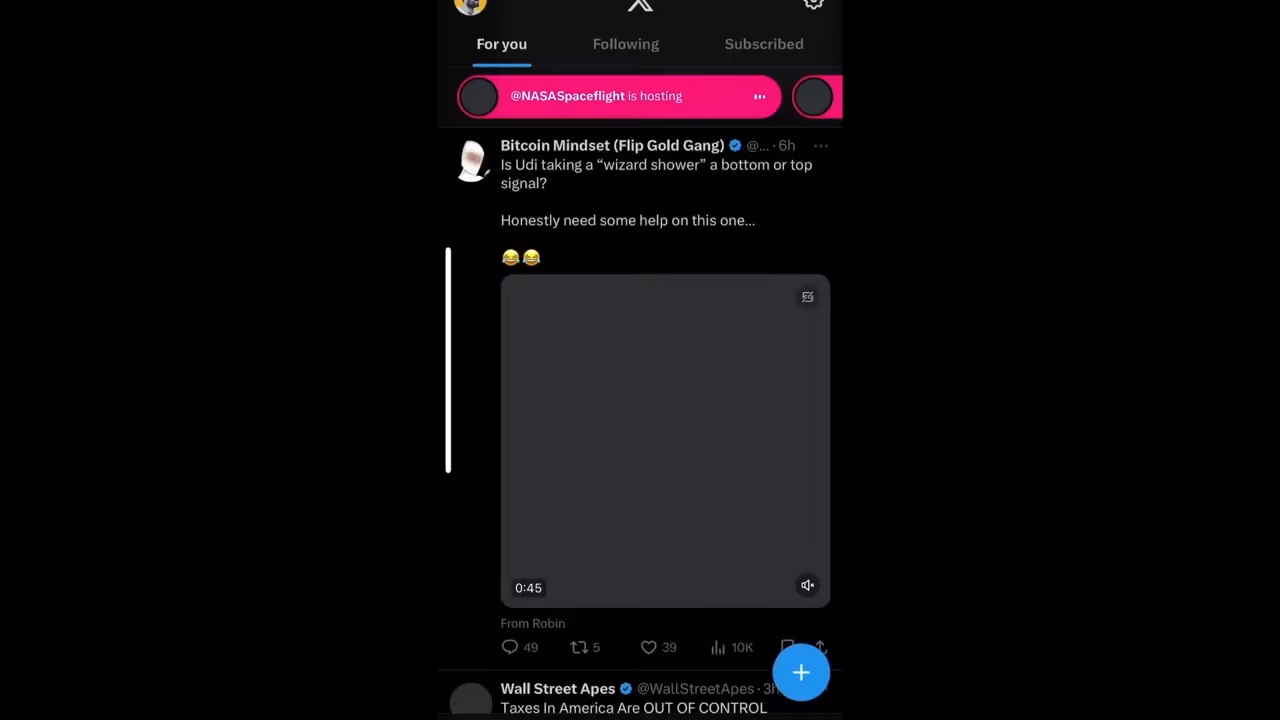 For you Following Subscribed
@NASASpaceflight is hosting
Bitcoin Mindset (Flip Gold Gang) @... · 6h
Is Udi taking a “wizard shower” a bottom or top
signal?
Honestly need some help on this one...
😂😂
0:45
From Robin
49 5 39 10K
Wall Street Apes @WallStreetApes · 3h
Taxes In America Are OUT OF CONTROL